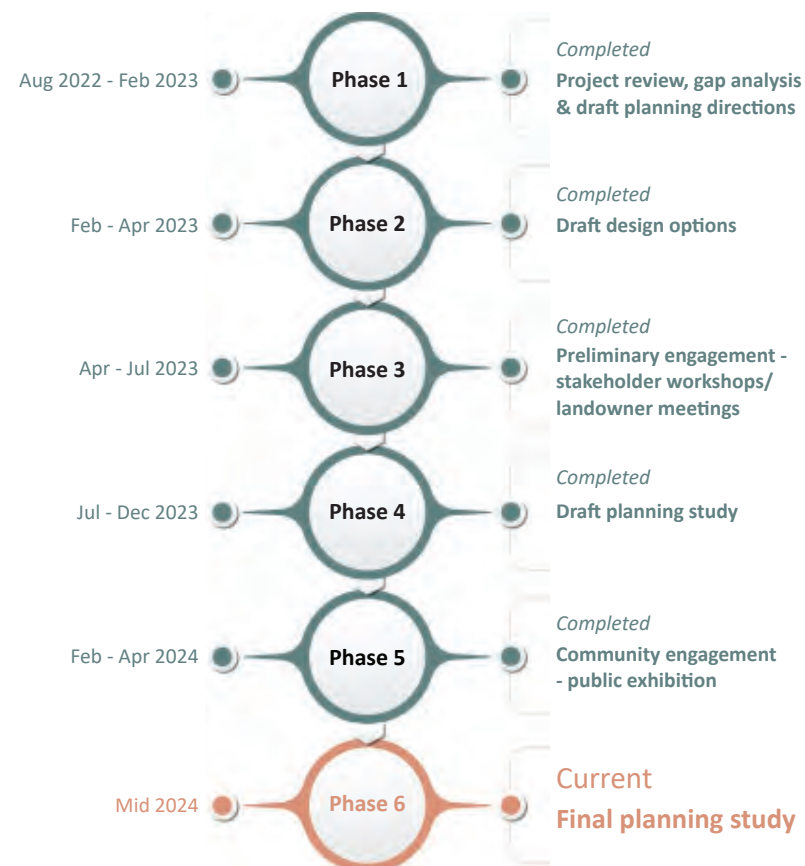 Aug 2022 - Feb 2023
Phase 1
Completed
Project review, gap analysis
& draft planning directions
Feb - Apr 2023
Phase 2
Completed
Draft design options
Apr - Jul 2023
Phase 3
Completed
Preliminary engagement -
stakeholder workshops/
landowner meetings
Jul - Dec 2023
Phase 4
Completed
Draft planning study
Feb - Apr 2024
Phase 5
Completed
Community engagement
- public exhibition
Mid 2024
Phase 6
Current
Final planning study